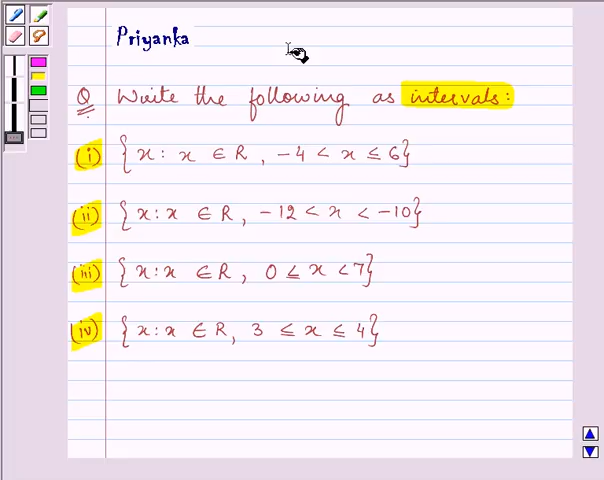 Priyanka
Q Write the following as intervals:
(i) {x: x ∈ R, -4 < x ≤ 6}
(ii) {x:x ∈ R, -12 < x < -10}
(iii) {x:x ∈ R, 0 ≤ x < 7}
(iv) {x:x ∈ R, 3 ≤ x ≤ 4}